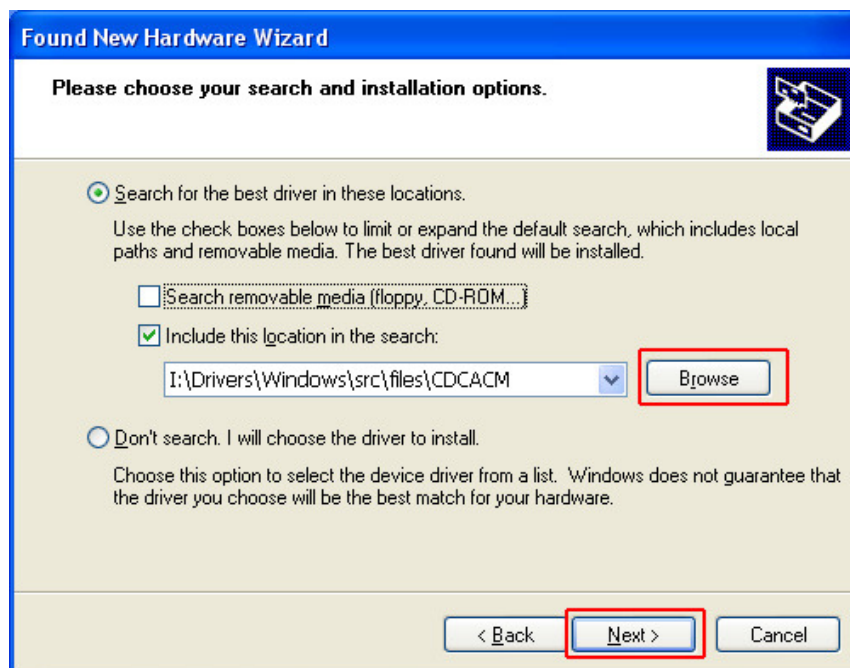 Found New Hardware Wizard
Please choose your search and installation options.
Search for the best driver in these locations.
Use the check boxes below to limit or expand the default search, which includes local
paths and removable media. The best driver found will be installed.
Search removable media (floppy, CD-ROM...)
Include this location in the search:
I:\Drivers\Windows\src\files\CDCACM
Browse
Don't search. I will choose the driver to install.
Choose this option to select the device driver from a list. Windows does not guarantee that
the driver you choose will be the best match for your hardware.
< Back Next > Cancel